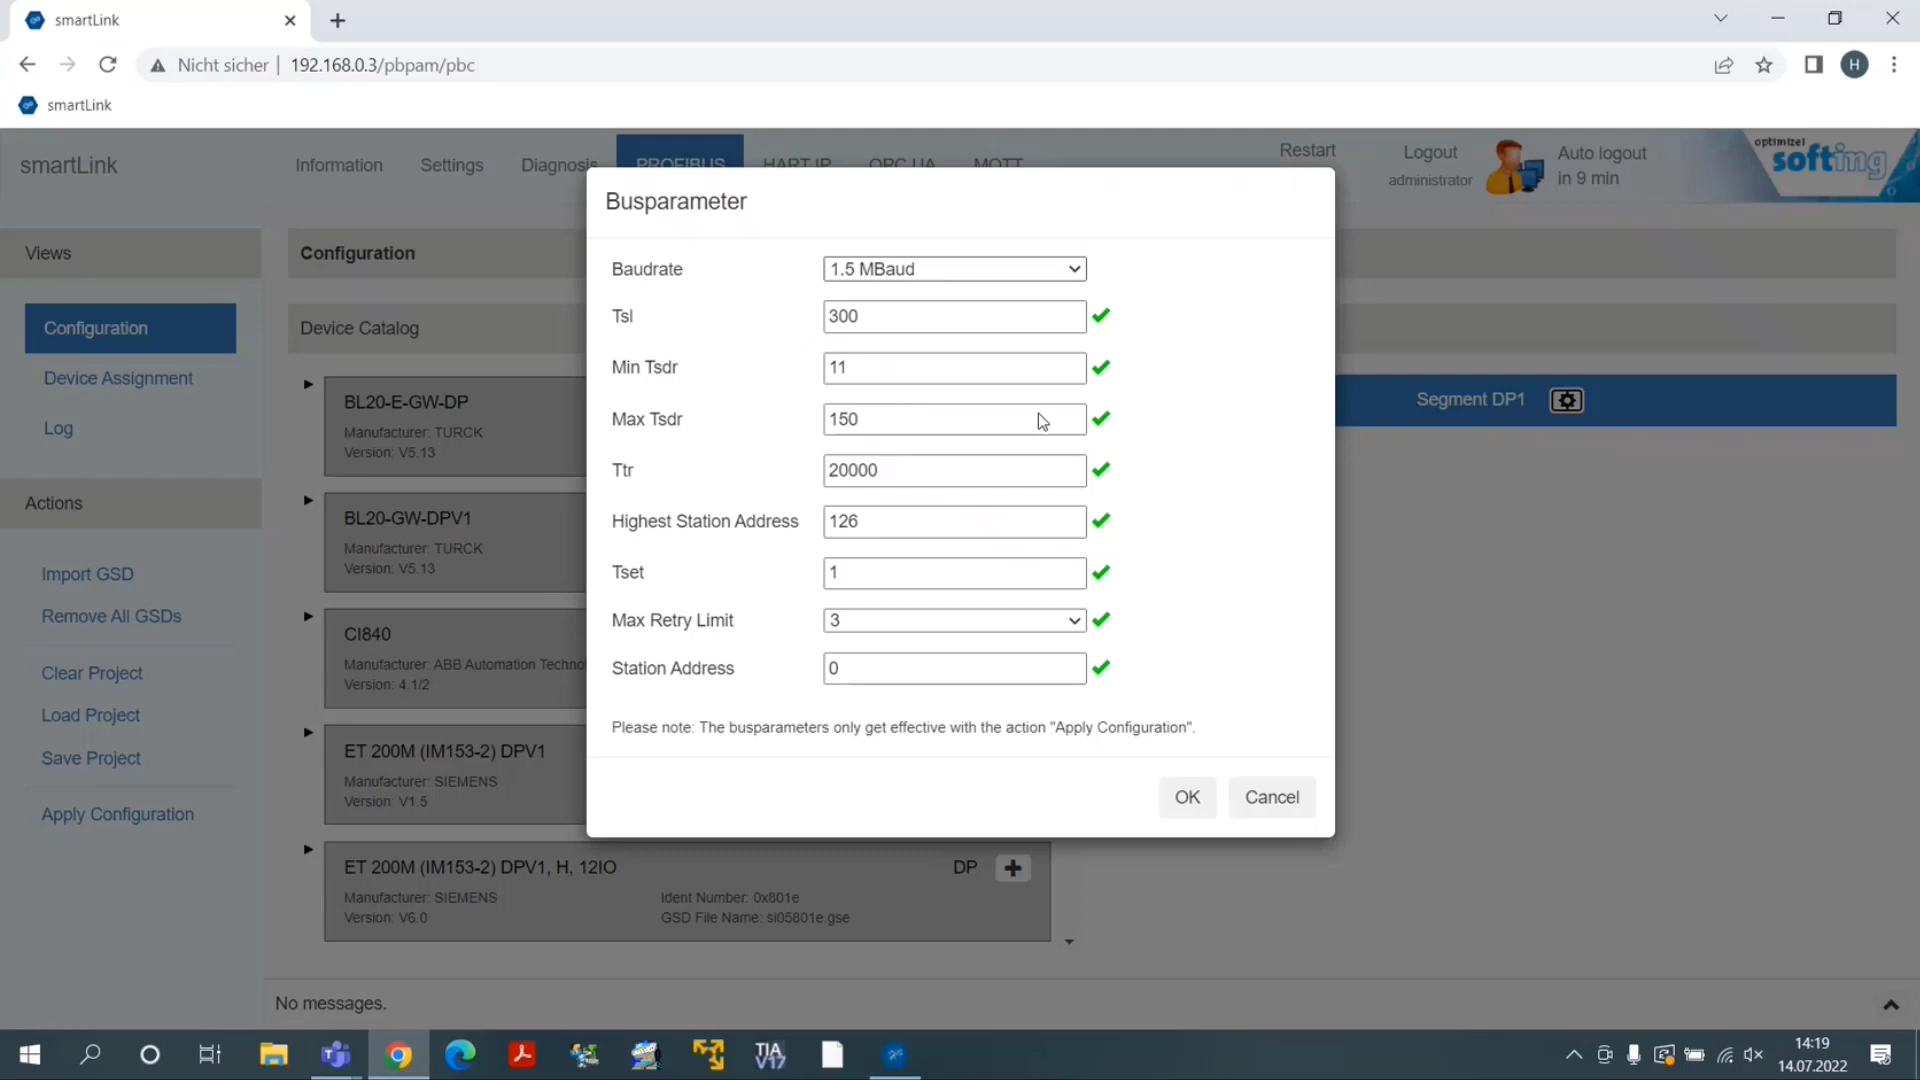 smartLink
Nicht sicher
192.168.0.3/pbpam/pbc
H
smartLink
smartLink
Information
Settings
Diagnosis
PROFIBUS
HART IP
OPC UA
MQTT
Restart
Logout
administrator
Auto logout
in 9 min
optimize!
softing
Views
Configuration
Device Assignment
Log
Actions
Import GSD
Remove All GSDs
Clear Project
Load Project
Save Project
Apply Configuration
Configuration
Device Catalog
BL20-E-GW-DP
Manufacturer: TURCK
Version: V5.13
BL20-GW-DPV1
Manufacturer: TURCK
Version: V5.13
CI840
Manufacturer: ABB Automation Techno
Version: 4.1/2
ET 200M (IM153-2) DPV1
Manufacturer: SIEMENS
Version: V1.5
ET 200M (IM153-2) DPV1, H, 12IO
DP
Manufacturer: SIEMENS
Ident Number: 0x801e
Version: V6.0
GSD File Name: si05801e.gse
Segment DP1
Busparameter
Baudrate
1.5 MBaud
Tsl
300
Min Tsdr
11
Max Tsdr
150
Ttr
20000
Highest Station Address
126
Tset
1
Max Retry Limit
3
Station Address
0
Please note: The busparameters only get effective with the action "Apply Configuration".
OK
Cancel
No messages.
TIA
V17
14:19
14.07.2022